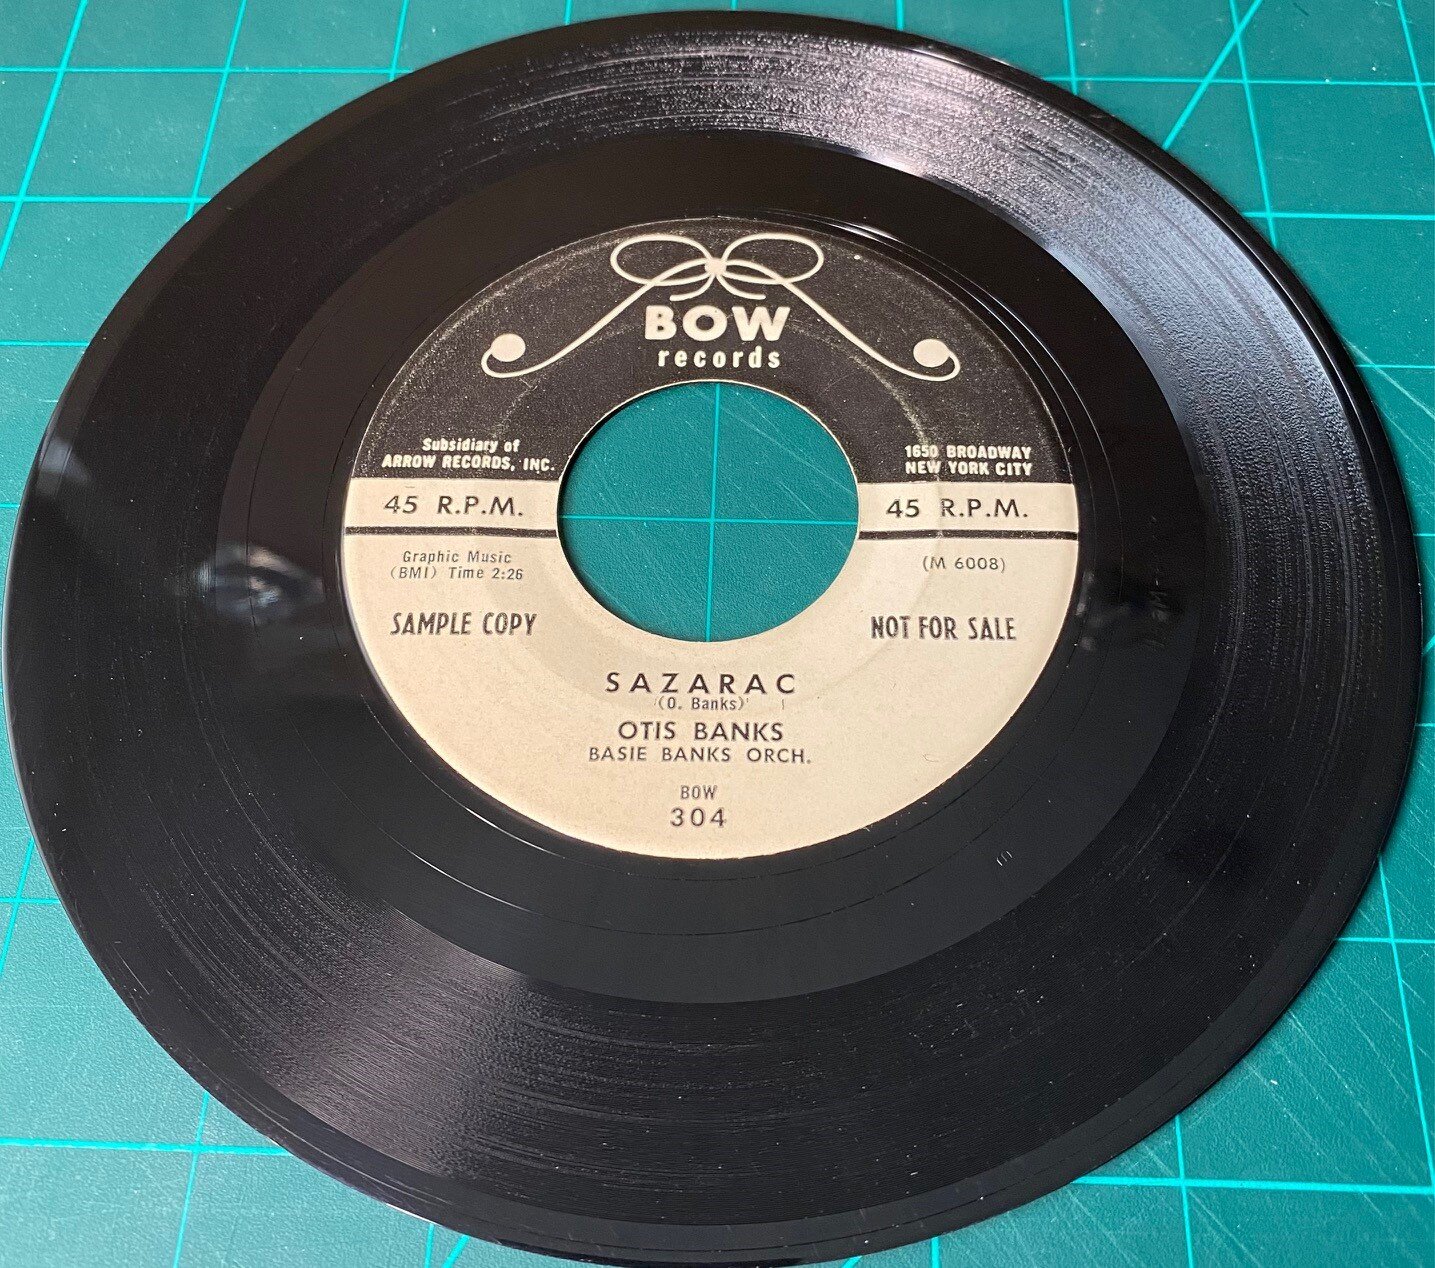 BOW
records
Subsidiary of
ARROW RECORDS, INC.
1650 BROADWAY
NEW YORK CITY
45 R.P.M.
45 R.P.M.
Graphic Music
(BMI) Time 2:26
(M 6008)
SAMPLE COPY
NOT FOR SALE
SAZARAC
(O. Banks)
OTIS BANKS
BASIE BANKS ORCH.
BOW
304